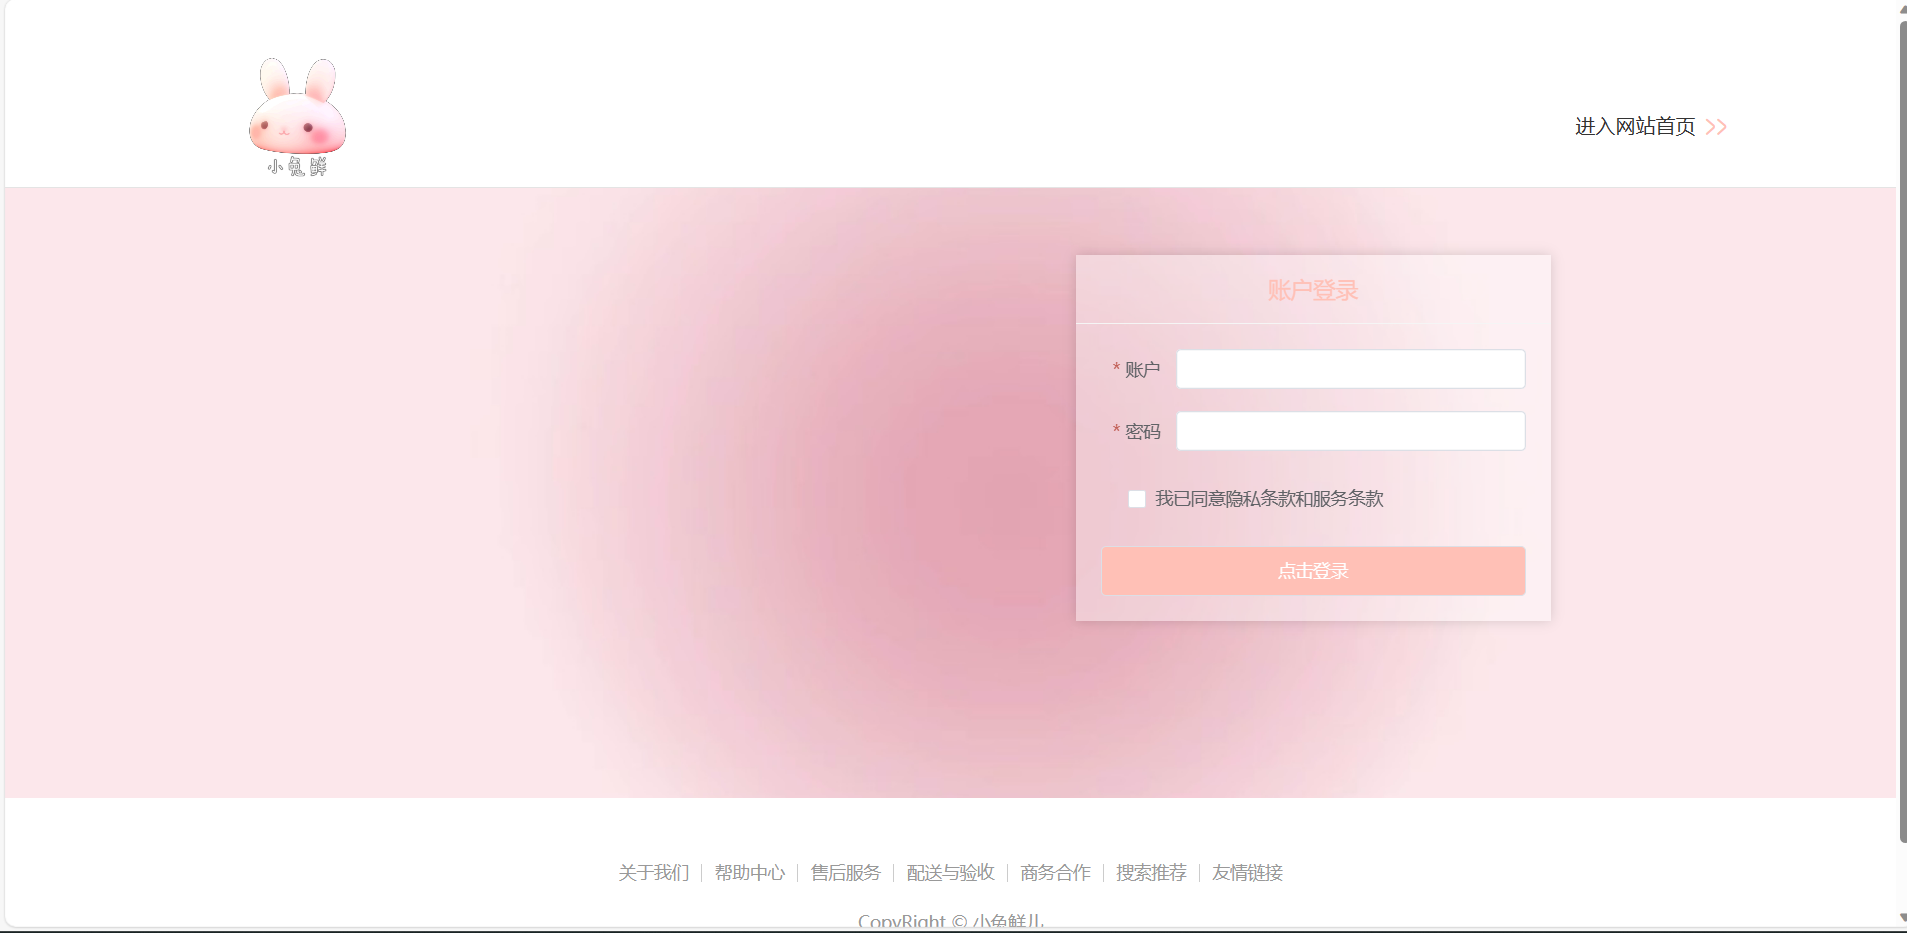 小兔鲜
进入网站首页 >>
账户登录
* 账户
* 密码
我已同意隐私条款和服务条款
点击登录
关于我们 | 帮助中心 | 售后服务 | 配送与验收 | 商务合作 | 搜索推荐 | 友情链接
CopyRight © 小兔鲜儿